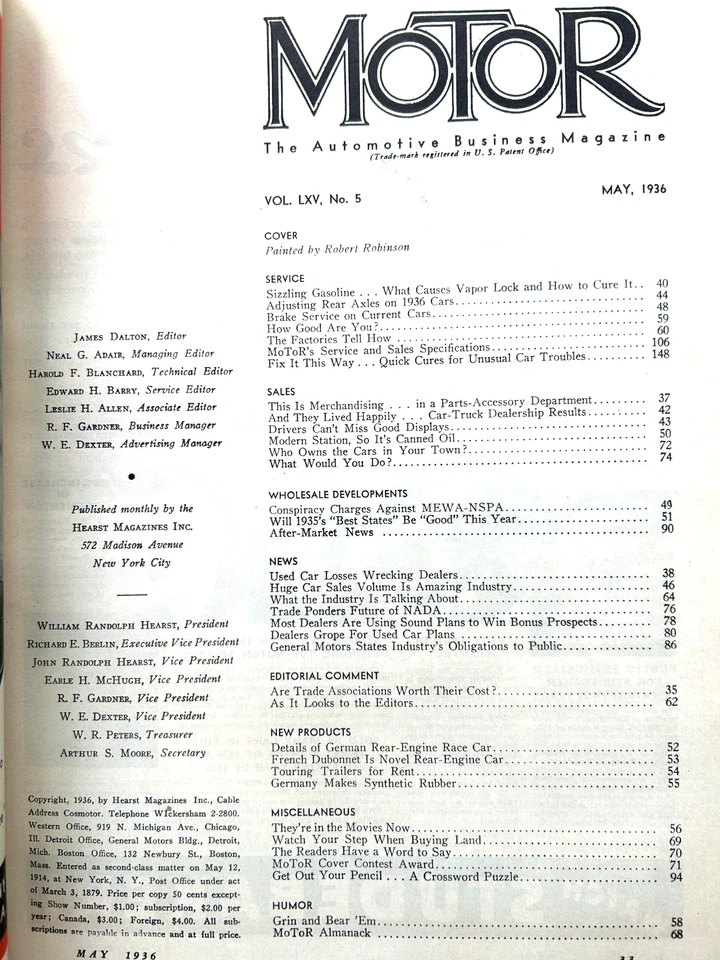 MoToR
The Automotive Business Magazine
(Trade-mark registered in U. S. Patent Office)
VOL. LXV, No. 5
MAY, 1936
COVER
Painted by Robert Robinson
SERVICE
Sizzling Gasoline . . . What Causes Vapor Lock and How to Cure It.. 40
Adjusting Rear Axles on 1936 Cars........ 44
Brake Service on Current Cars........ 48
How Good Are You?........ 59
The Factories Tell How ........ 60
MoToR's Service and Sales Specifications........ 106
Fix It This Way . . . Quick Cures for Unusual Car Troubles........ 148
SALES
This Is Merchandising . . . in a Parts-Accessory Department........ 37
And They Lived Happily . . . Car-Truck Dealership Results........ 42
Drivers Can't Miss Good Displays........ 43
Modern Station, So It's Canned Oil........ 50
Who Owns the Cars in Your Town?........ 72
What Would You Do?........ 74
WHOLESALE DEVELOPMENTS
Conspiracy Charges Against MEWA-NSPA........ 49
Will 1935's "Best States" Be "Good" This Year........ 51
After-Market News ........ 90
NEWS
Used Car Losses Wrecking Dealers........ 38
Huge Car Sales Volume Is Amazing Industry........ 46
What the Industry Is Talking About........ 64
Trade Ponders Future of NADA........ 76
Most Dealers Are Using Sound Plans to Win Bonus Prospects........ 78
Dealers Grope For Used Car Plans ........ 80
General Motors States Industry's Obligations to Public........ 86
EDITORIAL COMMENT
Are Trade Associations Worth Their Cost?........ 35
As It Looks to the Editors........ 62
NEW PRODUCTS
Details of German Rear-Engine Race Car........ 52
French Dubonnet Is Novel Rear-Engine Car........ 53
Touring Trailers for Rent........ 54
Germany Makes Synthetic Rubber........ 55
MISCELLANEOUS
They're in the Movies Now........ 56
Watch Your Step When Buying Land........ 69
The Readers Have a Word to Say........ 70
MoToR Cover Contest Award........ 71
Get Out Your Pencil . . . A Crossword Puzzle........ 94
HUMOR
Grin and Bear 'Em........ 58
MoToR Almanack ........ 68
JAMES DALTON, Editor
NEAL G. ADAIR, Managing Editor
HAROLD F. BLANCHARD, Technical Editor
EDWARD H. BARRY, Service Editor
LESLIE H. ALLEN, Associate Editor
R. F. GARDNER, Business Manager
W. E. DEXTER, Advertising Manager
Published monthly by the
HEARST MAGAZINES INC.
572 Madison Avenue
New York City
WILLIAM RANDOLPH HEARST, President
RICHARD E. BERLIN, Executive Vice President
JOHN RANDOLPH HEARST, Vice President
EARLE H. MCHUGH, Vice President
R. F. GARDNER, Vice President
W. E. DEXTER, Vice President
W. R. PETERS, Treasurer
ARTHUR S. MOORE, Secretary
Copyright, 1936, by Hearst Magazines Inc., Cable
Address Cosmotor. Telephone WIckersham 2-2800.
Western Office, 919 N. Michigan Ave., Chicago,
Ill. Detroit Office, General Motors Bldg., Detroit,
Mich. Boston Office, 132 Newbury St., Boston,
Mass. Entered as second-class matter on May 12,
1914, at New York, N. Y., Post Office under act
of March 3, 1879. Price per copy 50 cents except-
ing Show Number, $1.00; subscription, $2.00 per
year; Canada, $3.00; Foreign, $4.00. All sub-
scriptions are payable in advance and at full price.
MAY 1936